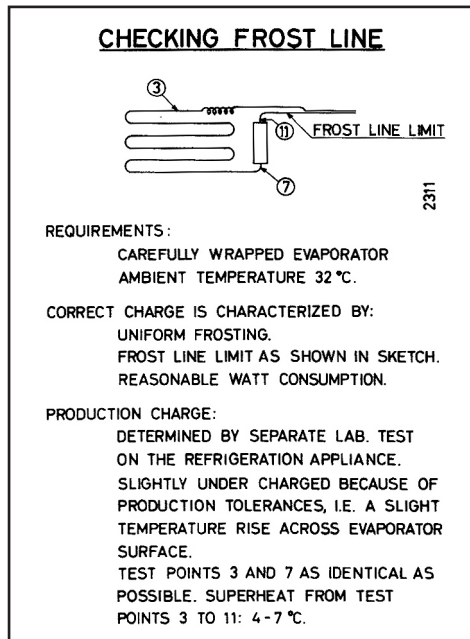 CHECKING FROST LINE
3
11
FROST LINE LIMIT
7
2311
REQUIREMENTS:
CAREFULLY WRAPPED EVAPORATOR
AMBIENT TEMPERATURE 32 °C.
CORRECT CHARGE IS CHARACTERIZED BY:
UNIFORM FROSTING.
FROST LINE LIMIT AS SHOWN IN SKETCH.
REASONABLE WATT CONSUMPTION.
PRODUCTION CHARGE:
DETERMINED BY SEPARATE LAB. TEST
ON THE REFRIGERATION APPLIANCE.
SLIGHTLY UNDER CHARGED BECAUSE OF
PRODUCTION TOLERANCES, I.E. A SLIGHT
TEMPERATURE RISE ACROSS EVAPORATOR
SURFACE.
TEST POINTS 3 AND 7 AS IDENTICAL AS
POSSIBLE. SUPERHEAT FROM TEST
POINTS 3 TO 11: 4-7 °C.